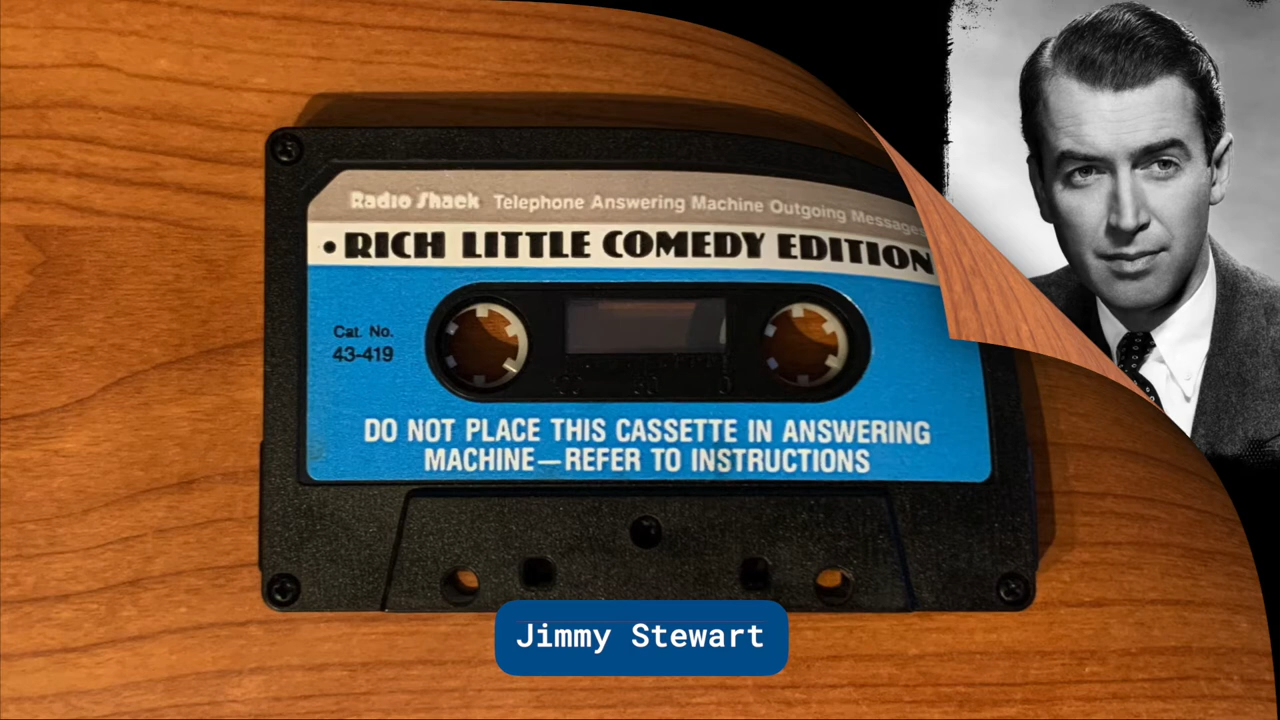 Radio Shack Telephone Answering Machine Outgoing Messages
• RICH LITTLE COMEDY EDITION
Cat. No.
43-419
DO NOT PLACE THIS CASSETTE IN ANSWERING
MACHINE—REFER TO INSTRUCTIONS
Jimmy Stewart